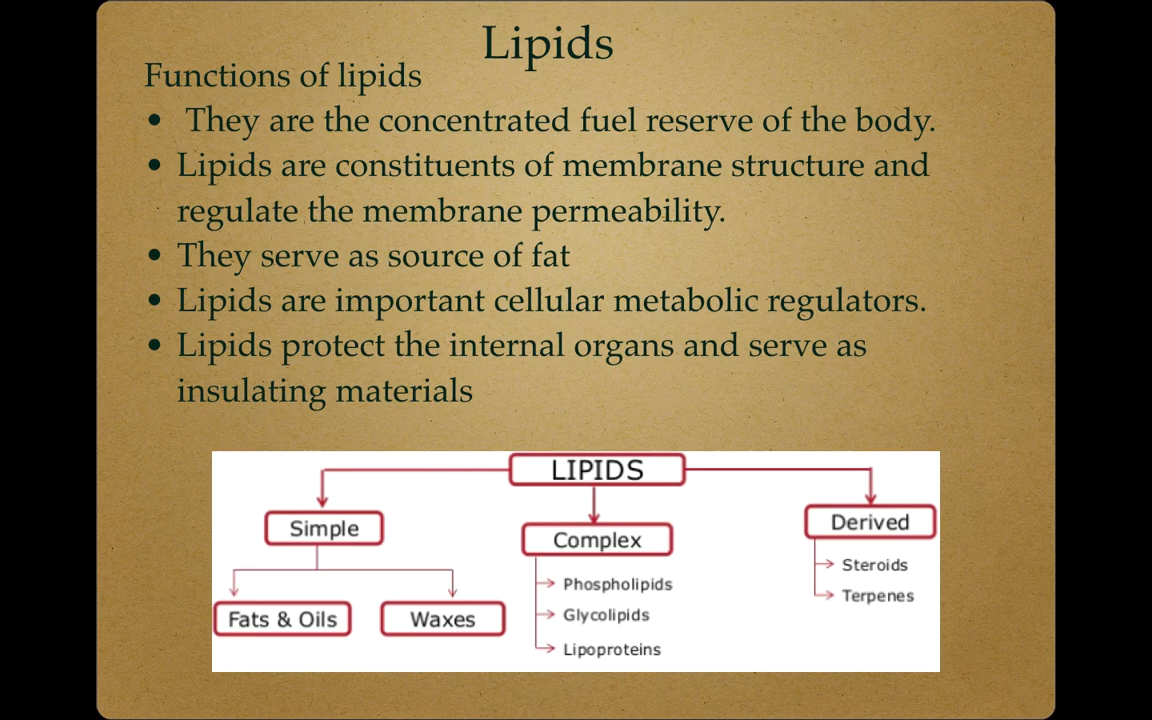 Lipids
Functions of lipids
• They are the concentrated fuel reserve of the body.
• Lipids are constituents of membrane structure and
regulate the membrane permeability.
• They serve as source of fat
• Lipids are important cellular metabolic regulators.
• Lipids protect the internal organs and serve as
insulating materials
LIPIDS
Simple
Fats & Oils
Waxes
Complex
Phospholipids
Glycolipids
Lipoproteins
Derived
Steroids
Terpenes